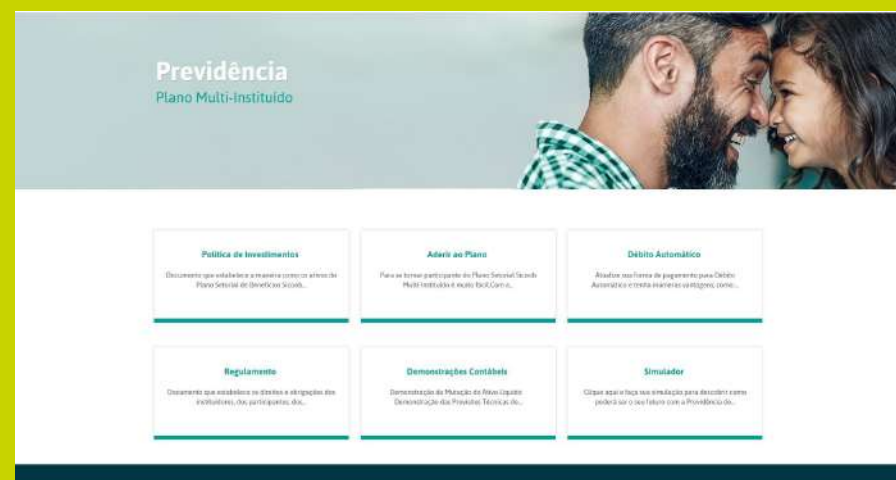 Previdência
Plano Multi-Instituído
Política de Investimentos
Documento que estabelece a maneira como os ativos do
Plano Setorial de Benefícios Sicoob...
Aderir ao Plano
Para se tornar participante do Plano Setorial Sicoob
Multi Instituído é muito fácil.Com a...
Débito Automático
Atualize sua forma de pagamento para Débito
Automático e tenha inúmeras vantagens, como...
Regulamento
Documento que estabelece os direitos e obrigações dos
instituidores, dos participantes, dos...
Demonstrações Contábeis
Demonstração da Mutação do Ativo Líquido
Demonstração das Provisões Técnicas do...
Simulador
Clique aqui e faça sua simulação para descobrir como
poderá ser o seu futuro com a Previdência do...